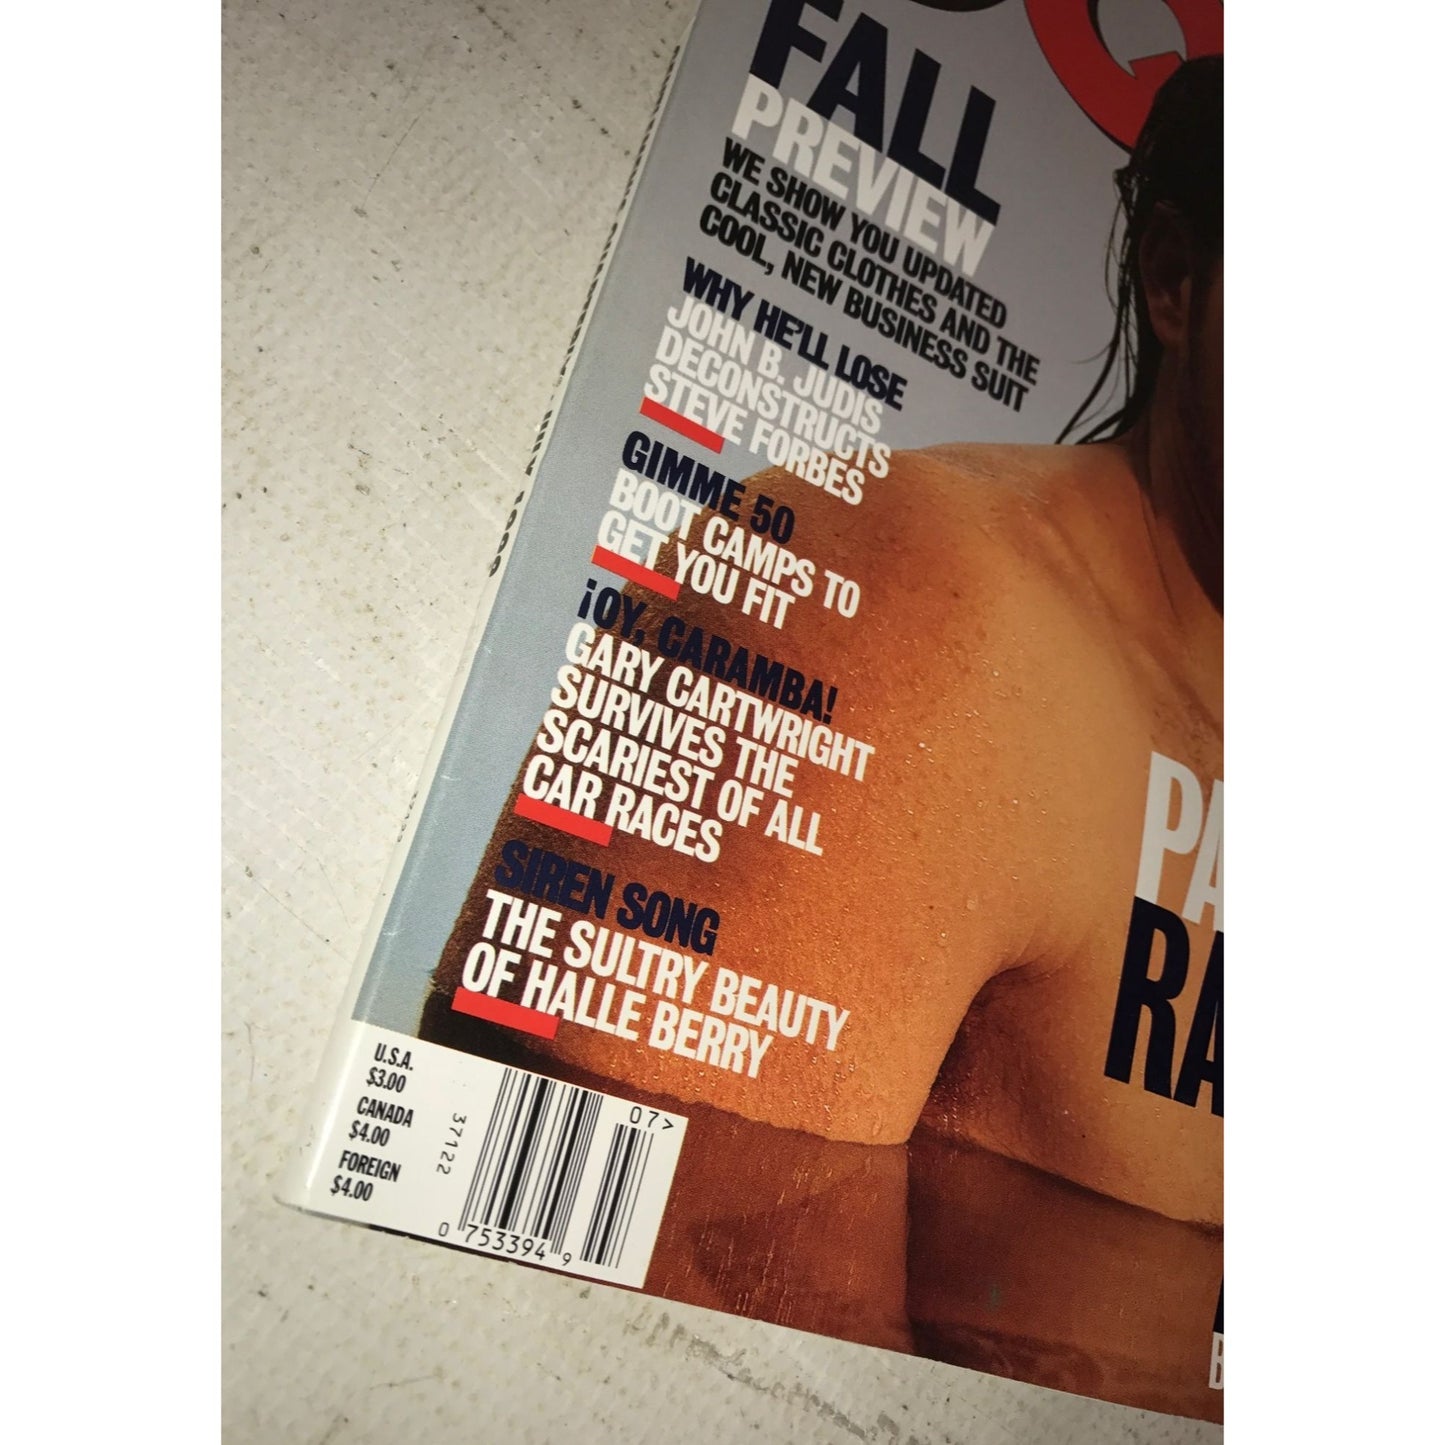 FALL
PREVIEW
WE SHOW YOU UPDATED
CLASSIC CLOTHES AND THE
COOL, NEW BUSINESS SUIT
WHY HE'LL LOSE
JOHN B. JUDIS
DECONSTRUCTS
STEVE FORBES
GIMME 50
BOOT CAMPS TO
GET YOU FIT
¡OY, CARAMBA!
GARY CARTWRIGHT
SURVIVES THE
SCARIEST OF ALL
CAR RACES
SIREN SONG
THE SULTRY BEAUTY
OF HALLE BERRY
PA
RA
U.S.A.
$3.00
CANADA
$4.00
FOREIGN
$4.00
37122
07>
0 753394 9